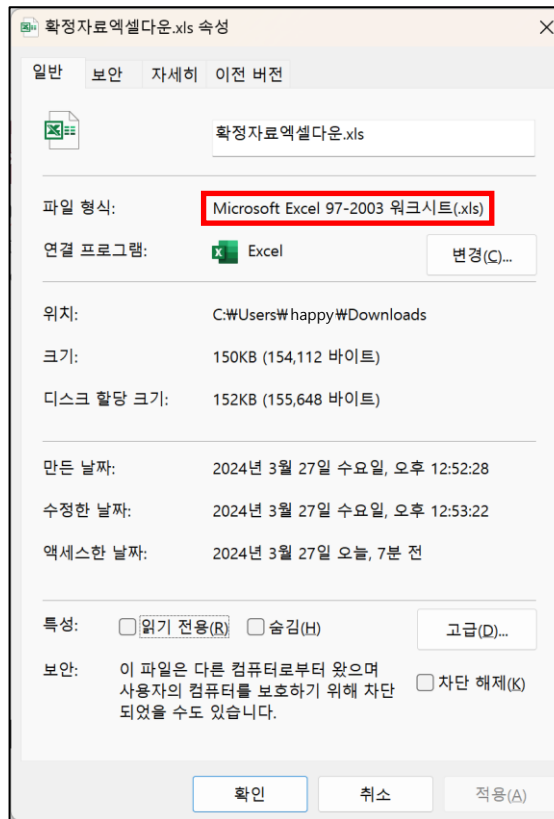 확정자료엑셀다운.xls 속성
일반 보안 자세히 이전 버전
확정자료엑셀다운.xls
파일 형식: Microsoft Excel 97-2003 워크시트(.xls)
연결 프로그램: Excel 변경(C)...
위치: C:₩Users₩happy₩Downloads
크기: 150KB (154,112 바이트)
디스크 할당 크기: 152KB (155,648 바이트)
만든 날짜: 2024년 3월 27일 수요일, 오후 12:52:28
수정한 날짜: 2024년 3월 27일 수요일, 오후 12:53:22
액세스한 날짜: 2024년 3월 27일 오늘, 7분 전
특성: 읽기 전용(R) 숨김(H) 고급(D)...
보안: 이 파일은 다른 컴퓨터로부터 왔으며
사용자의 컴퓨터를 보호하기 위해 차단 차단 해제(K)
되었을 수도 있습니다.
확인 취소 적용(A)